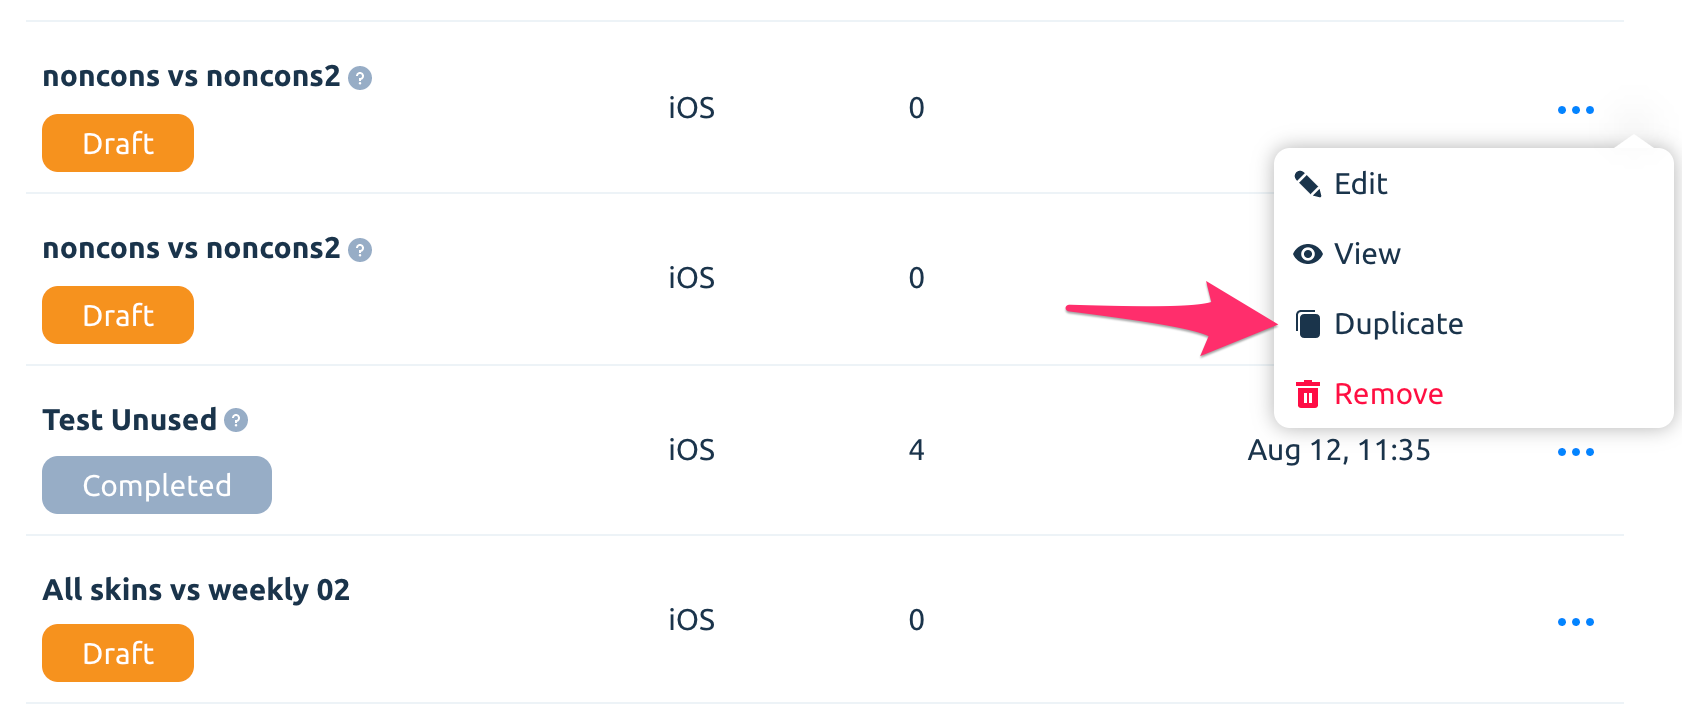 noncons vs noncons2 ?
Draft
iOS
0
Edit
View
Duplicate
Remove
noncons vs noncons2 ?
Draft
iOS
0
Test Unused ?
Completed
iOS
4
Aug 12, 11:35
All skins vs weekly 02
Draft
iOS
0